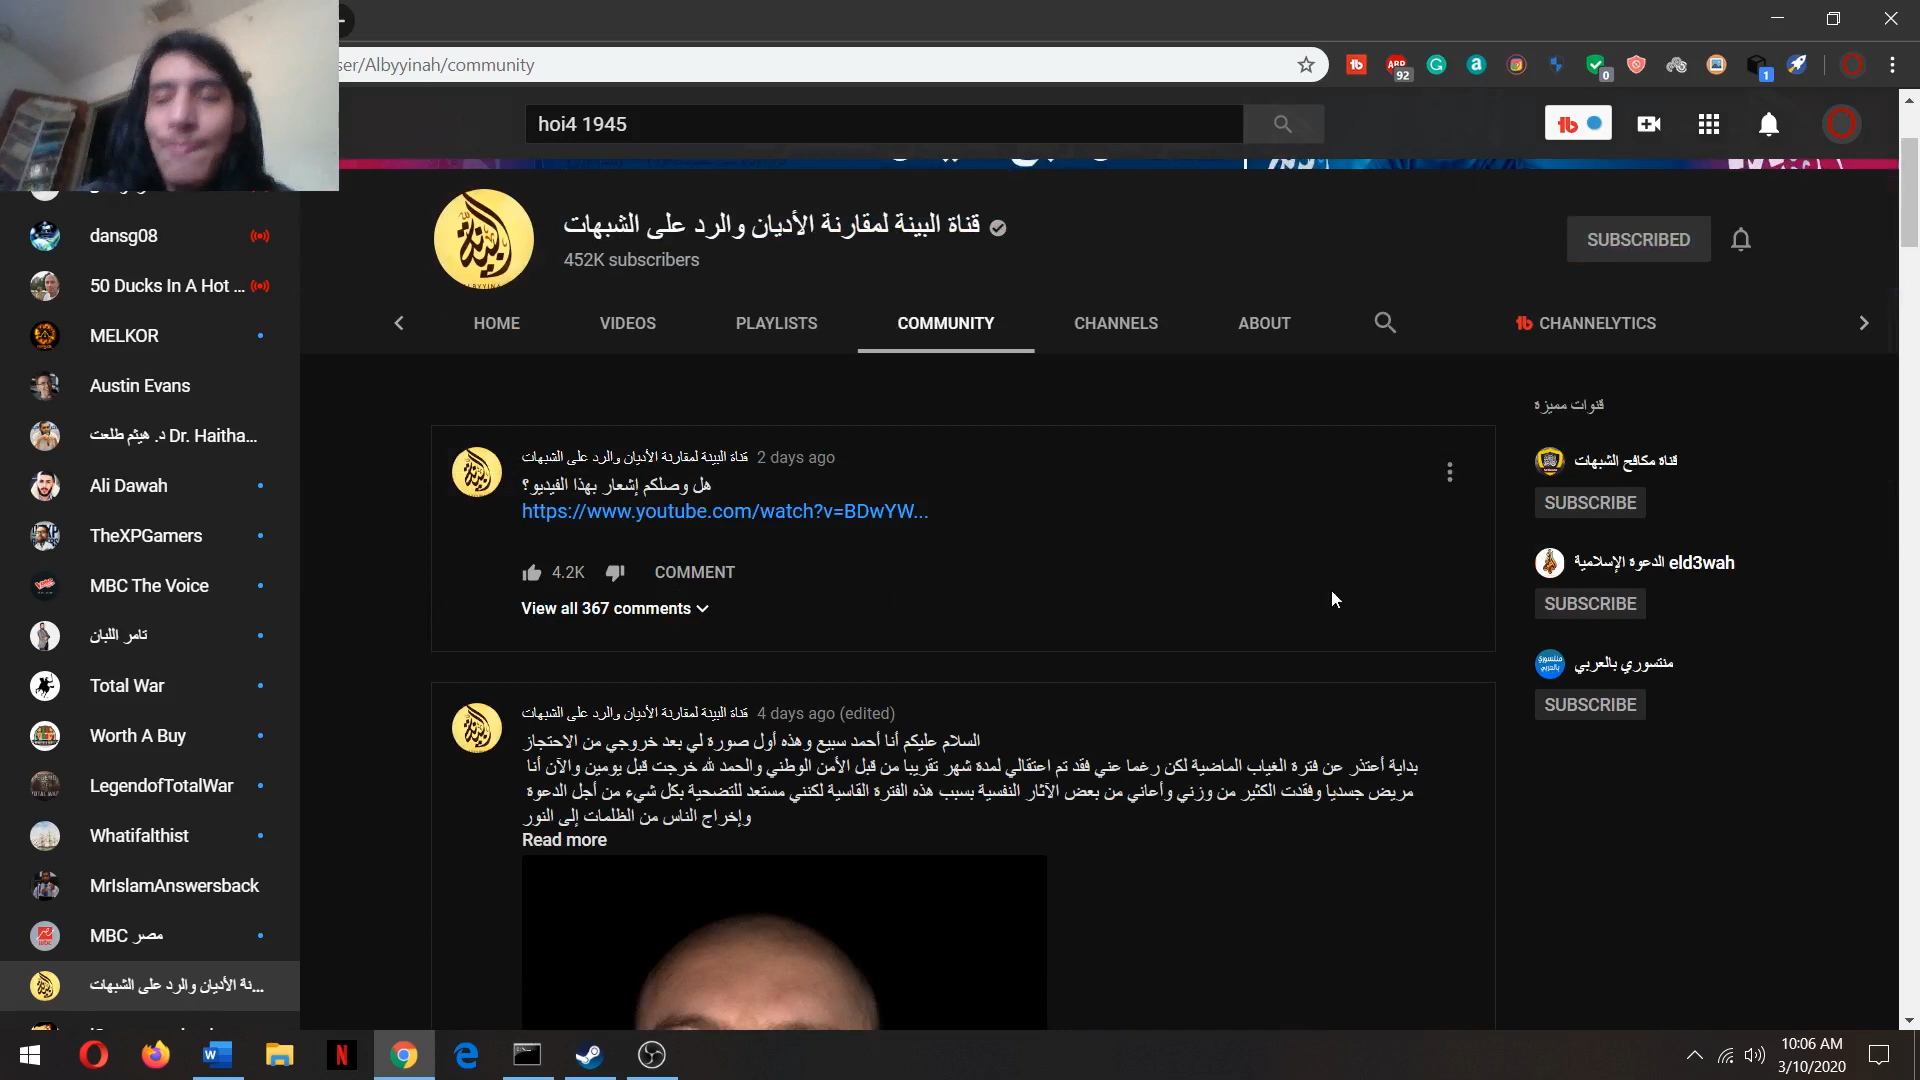 ser/Albyyinah/community
92
0
1
hoi4 1945
قناة البينة لمقارنة الأديان والرد على الشبهات
452K subscribers
SUBSCRIBED
HOME
VIDEOS
PLAYLISTS
COMMUNITY
CHANNELS
ABOUT
CHANNELYTICS
dansg08
50 Ducks In A Hot ...
MELKOR
Austin Evans
د. هيثم طلعت Dr. Haitha...
Ali Dawah
TheXPGamers
MBC The Voice
تامر اللبان
Total War
Worth A Buy
LegendofTotalWar
Whatifalthist
MrIslamAnswersback
MBC مصر
نة الأديان والرد على الشبهات...
قناة البينة لمقارنة الأديان والرد على الشبهات 2 days ago
هل وصلكم إشعار بهذا الفيديو؟
https://www.youtube.com/watch?v=BDwYW...
4.2K
COMMENT
View all 367 comments
قناة البينة لمقارنة الأديان والرد على الشبهات 4 days ago (edited)
السلام عليكم أنا أحمد سبيع وهذه أول صورة لي بعد خروجي من الاحتجاز
بداية أعتذر عن فترة الغياب الماضية لكن رغما عني فقد تم اعتقالي لمدة شهر تقريبا من قبل الأمن الوطني والحمد لله خرجت قبل يومين والآن أنا
مريض جسديا وفقدت الكثير من وزني وأعاني من بعض الآثار النفسية بسبب هذه الفترة القاسية لكنني مستعد للتضحية بكل شيء من أجل الدعوة
وإخراج الناس من الظلمات إلى النور
Read more
قنوات مميزة
قناة مكافح الشبهات
SUBSCRIBE
الدعوة الإسلامية eld3wah
SUBSCRIBE
منتسوري بالعربي
SUBSCRIBE
10:06 AM
3/10/2020